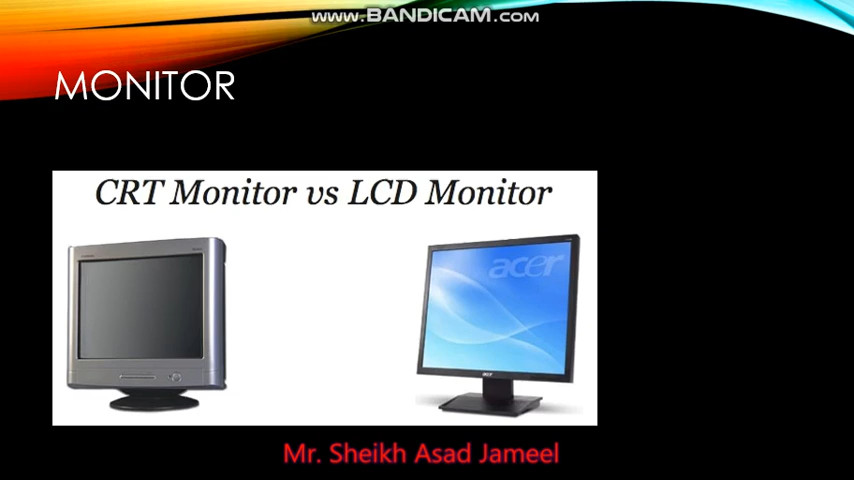 www.BANDICAM.com
MONITOR
CRT Monitor vs LCD Monitor
acer
acer
Mr. Sheikh Asad Jameel